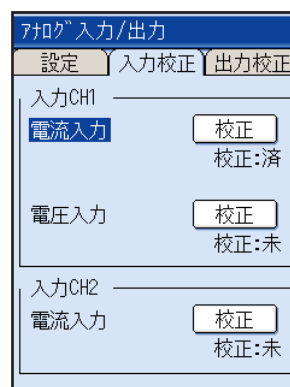 ｱﾅﾛｸﾞ入力/出力
設定 入力校正 出力校正
入力CH1
電流入力 校正
校正:済
電圧入力 校正
校正:未
入力CH2
電流入力 校正
校正:未